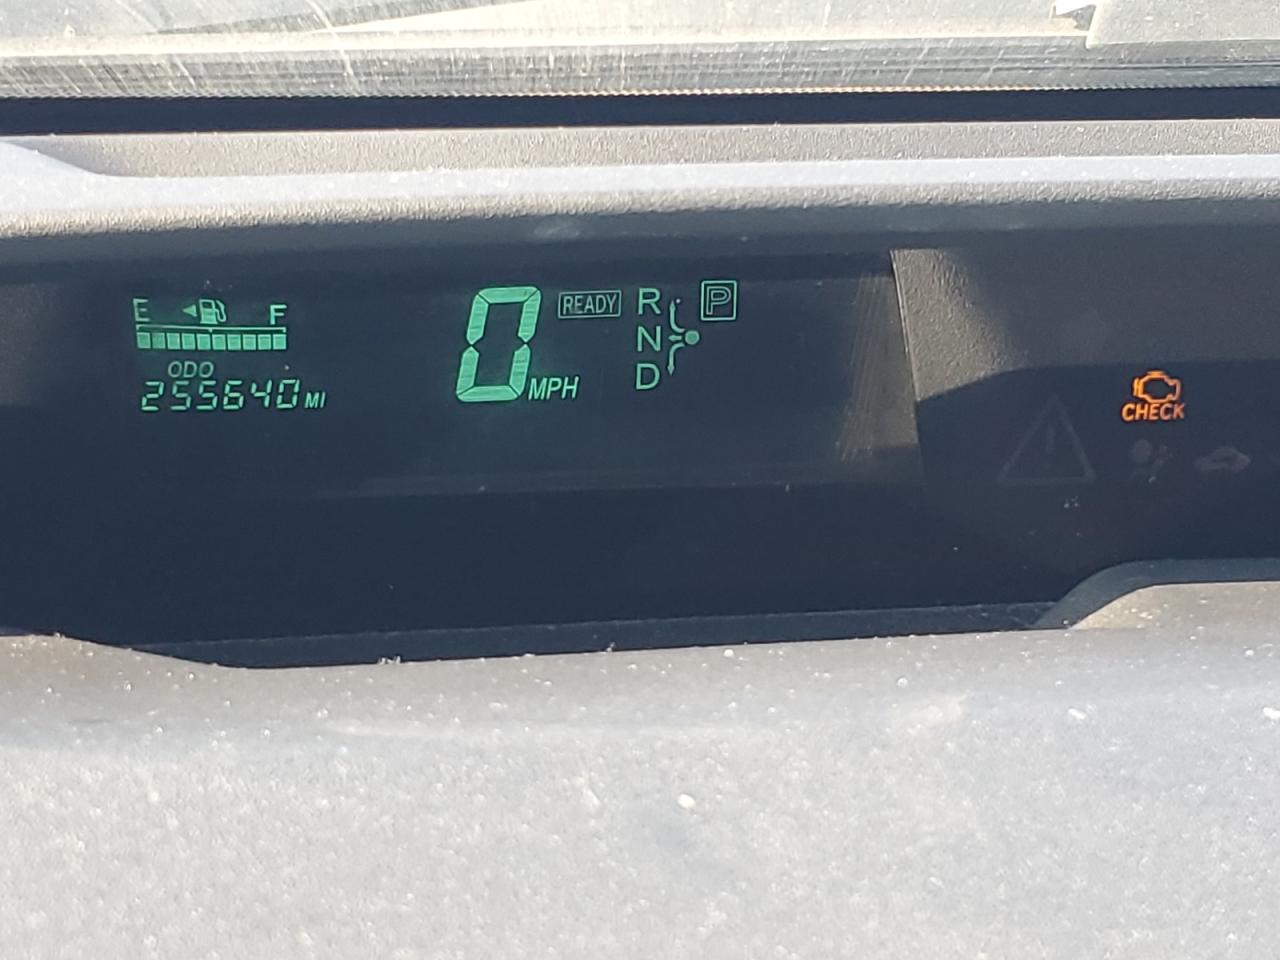 E F
ODO
255640 MI
0 MPH
READY
R
N
D
P
CHECK